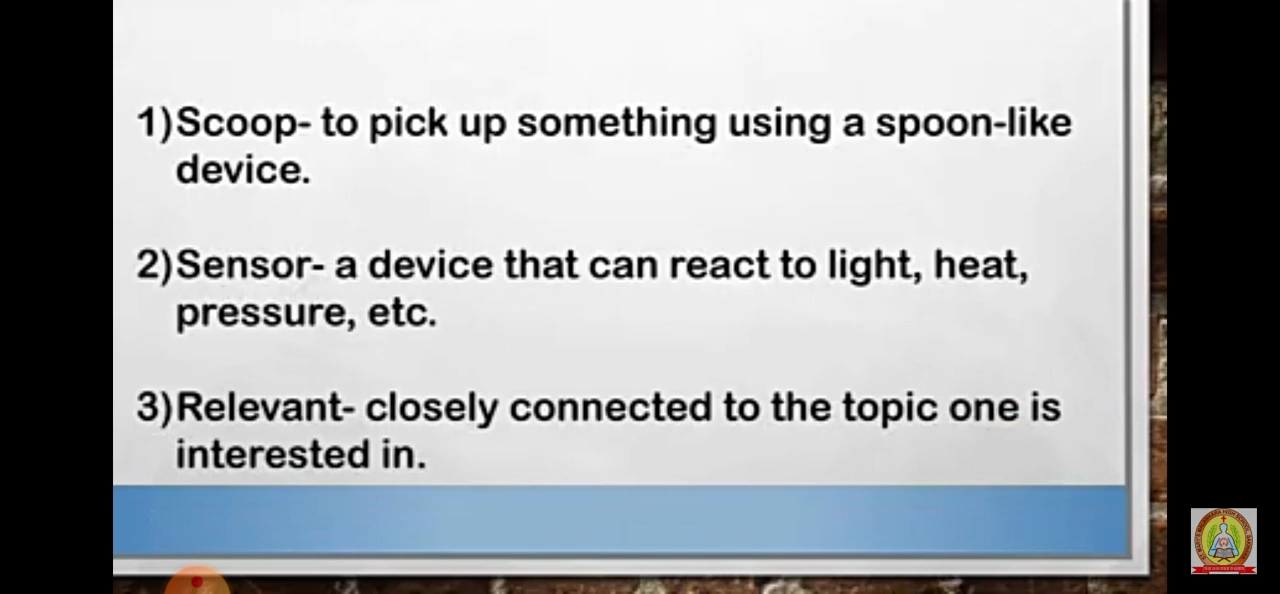 1)Scoop- to pick up something using a spoon-like
device.
2)Sensor- a device that can react to light, heat,
pressure, etc.
3)Relevant- closely connected to the topic one is
interested in.